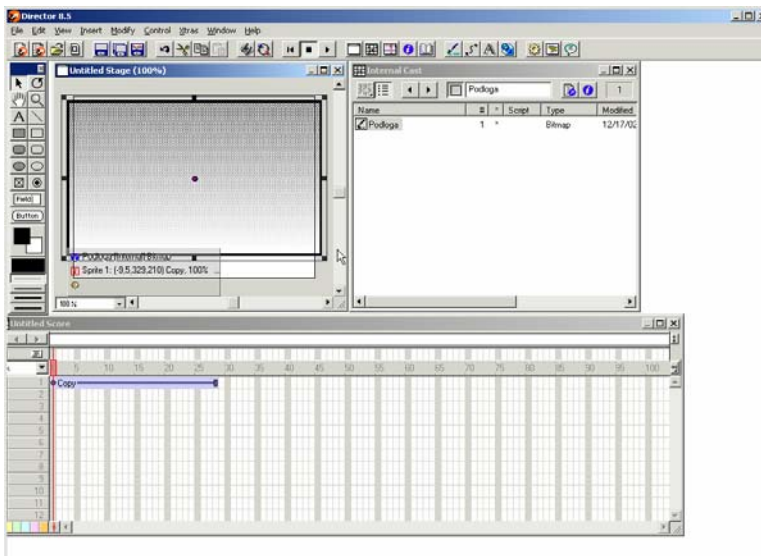 Director 8.5
File Edit View Insert Modify Control Xtras Window Help
Untitled Stage (100%)
Internal Cast
Podloga 1
Name # * Script Type Modified
Podloga 1 * Bitmap 12/17/02
A
Field
Button
Podloga (Internal) Bitmap
Sprite 1: (-9,5,329,210) Copy, 100% ...
100 %
Untitled Score
5 10 15 20 25 30 35 40 45 50 55 60 65 70 75 80 85 90 95 100
1 Copy
2
3
4
5
6
7
8
9
10
11
12